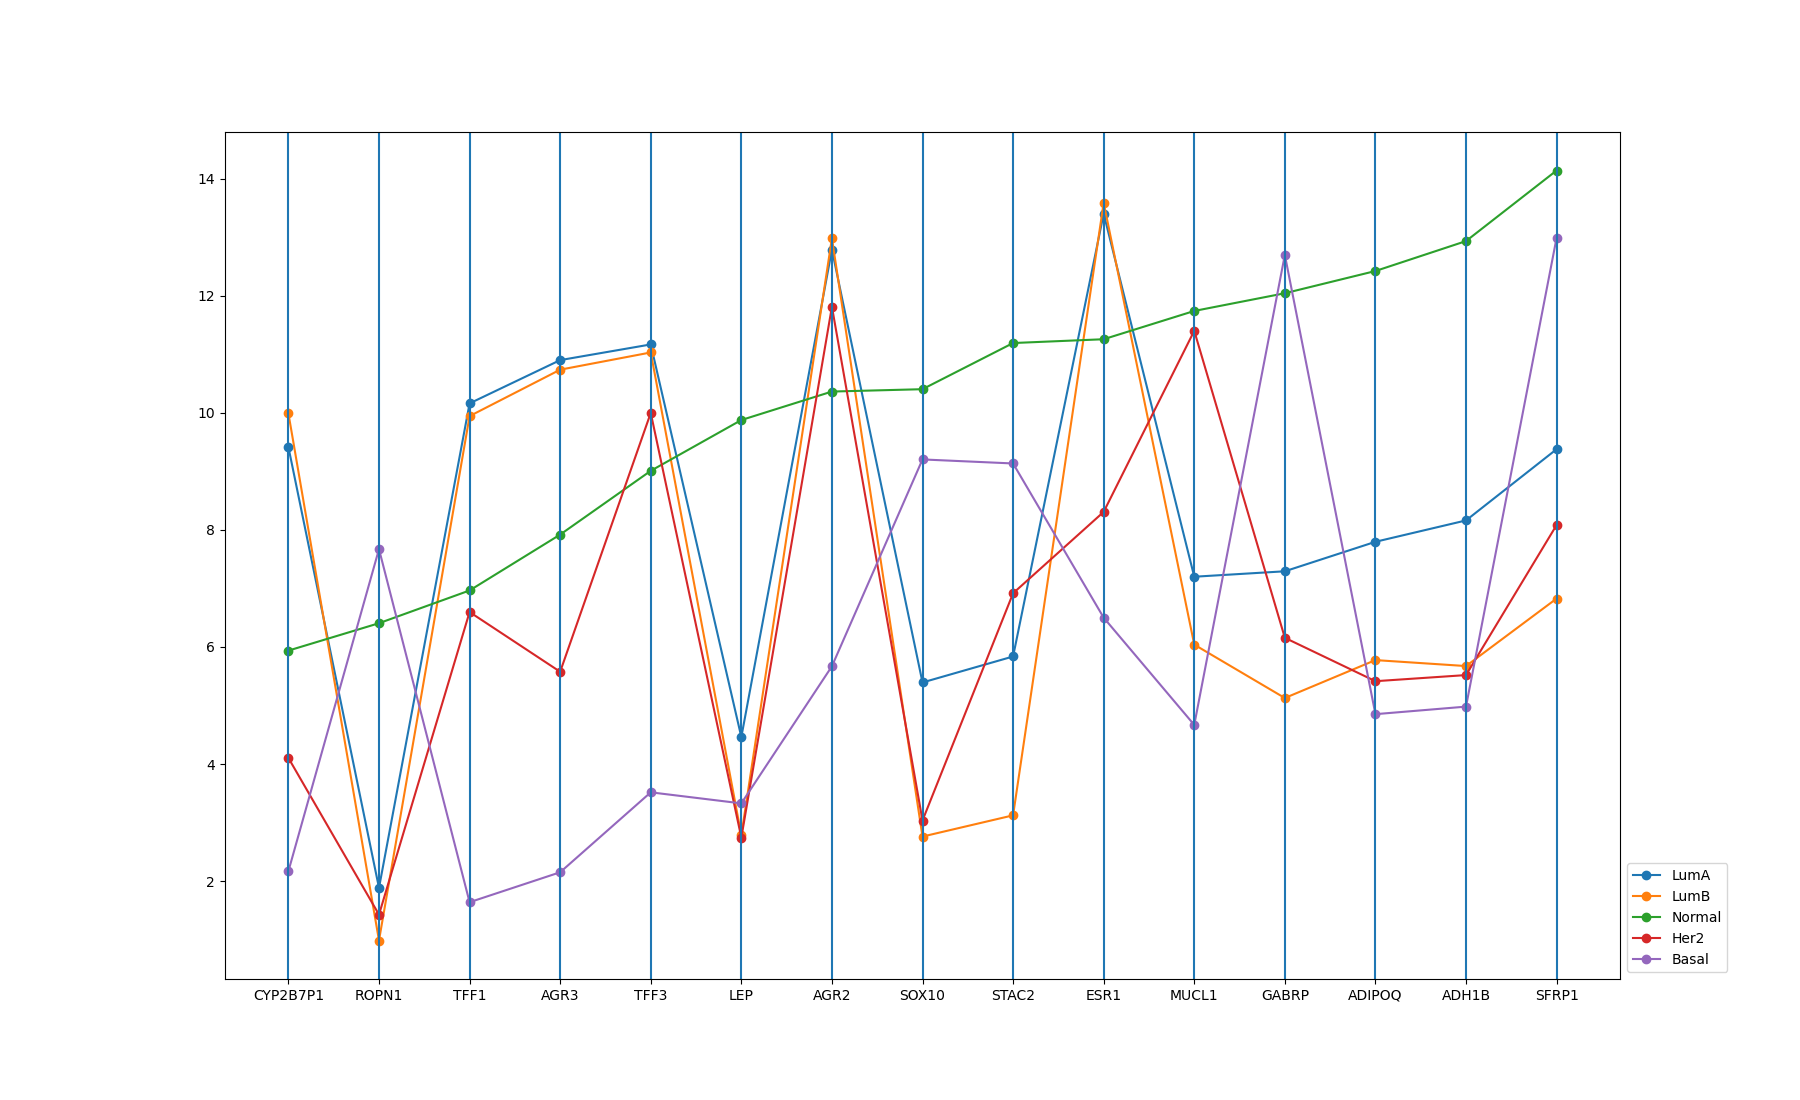 14
12
10
8
6
4
2
CYP2B7P1 ROPN1 TFF1 AGR3 TFF3 LEP AGR2 SOX10 STAC2 ESR1 MUCL1 GABRP ADIPOQ ADH1B SFRP1
LumA
LumB
Normal
Her2
Basal